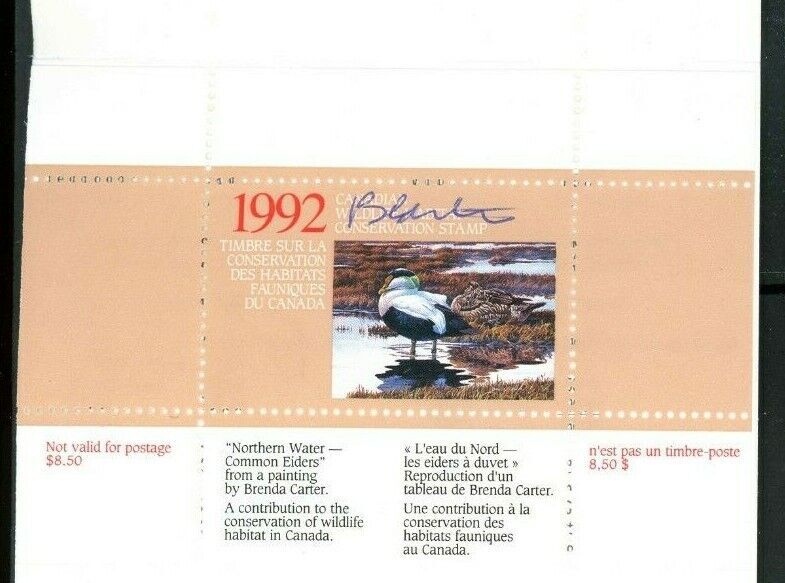 1992
CANADIAN
WILDLIFE HABITAT
CONSERVATION STAMP
TIMBRE SUR LA
CONSERVATION
DES HABITATS
FAUNIQUES
DU CANADA
Not valid for postage
$8.50
"Northern Water —
Common Eiders"
from a painting
by Brenda Carter.
A contribution to the
conservation of wildlife
habitat in Canada.
« L'eau du Nord —
les eiders à duvet »
Reproduction d'un
tableau de Brenda Carter.
Une contribution à la
conservation des
habitats fauniques
au Canada.
n'est pas un timbre-poste
8,50 $